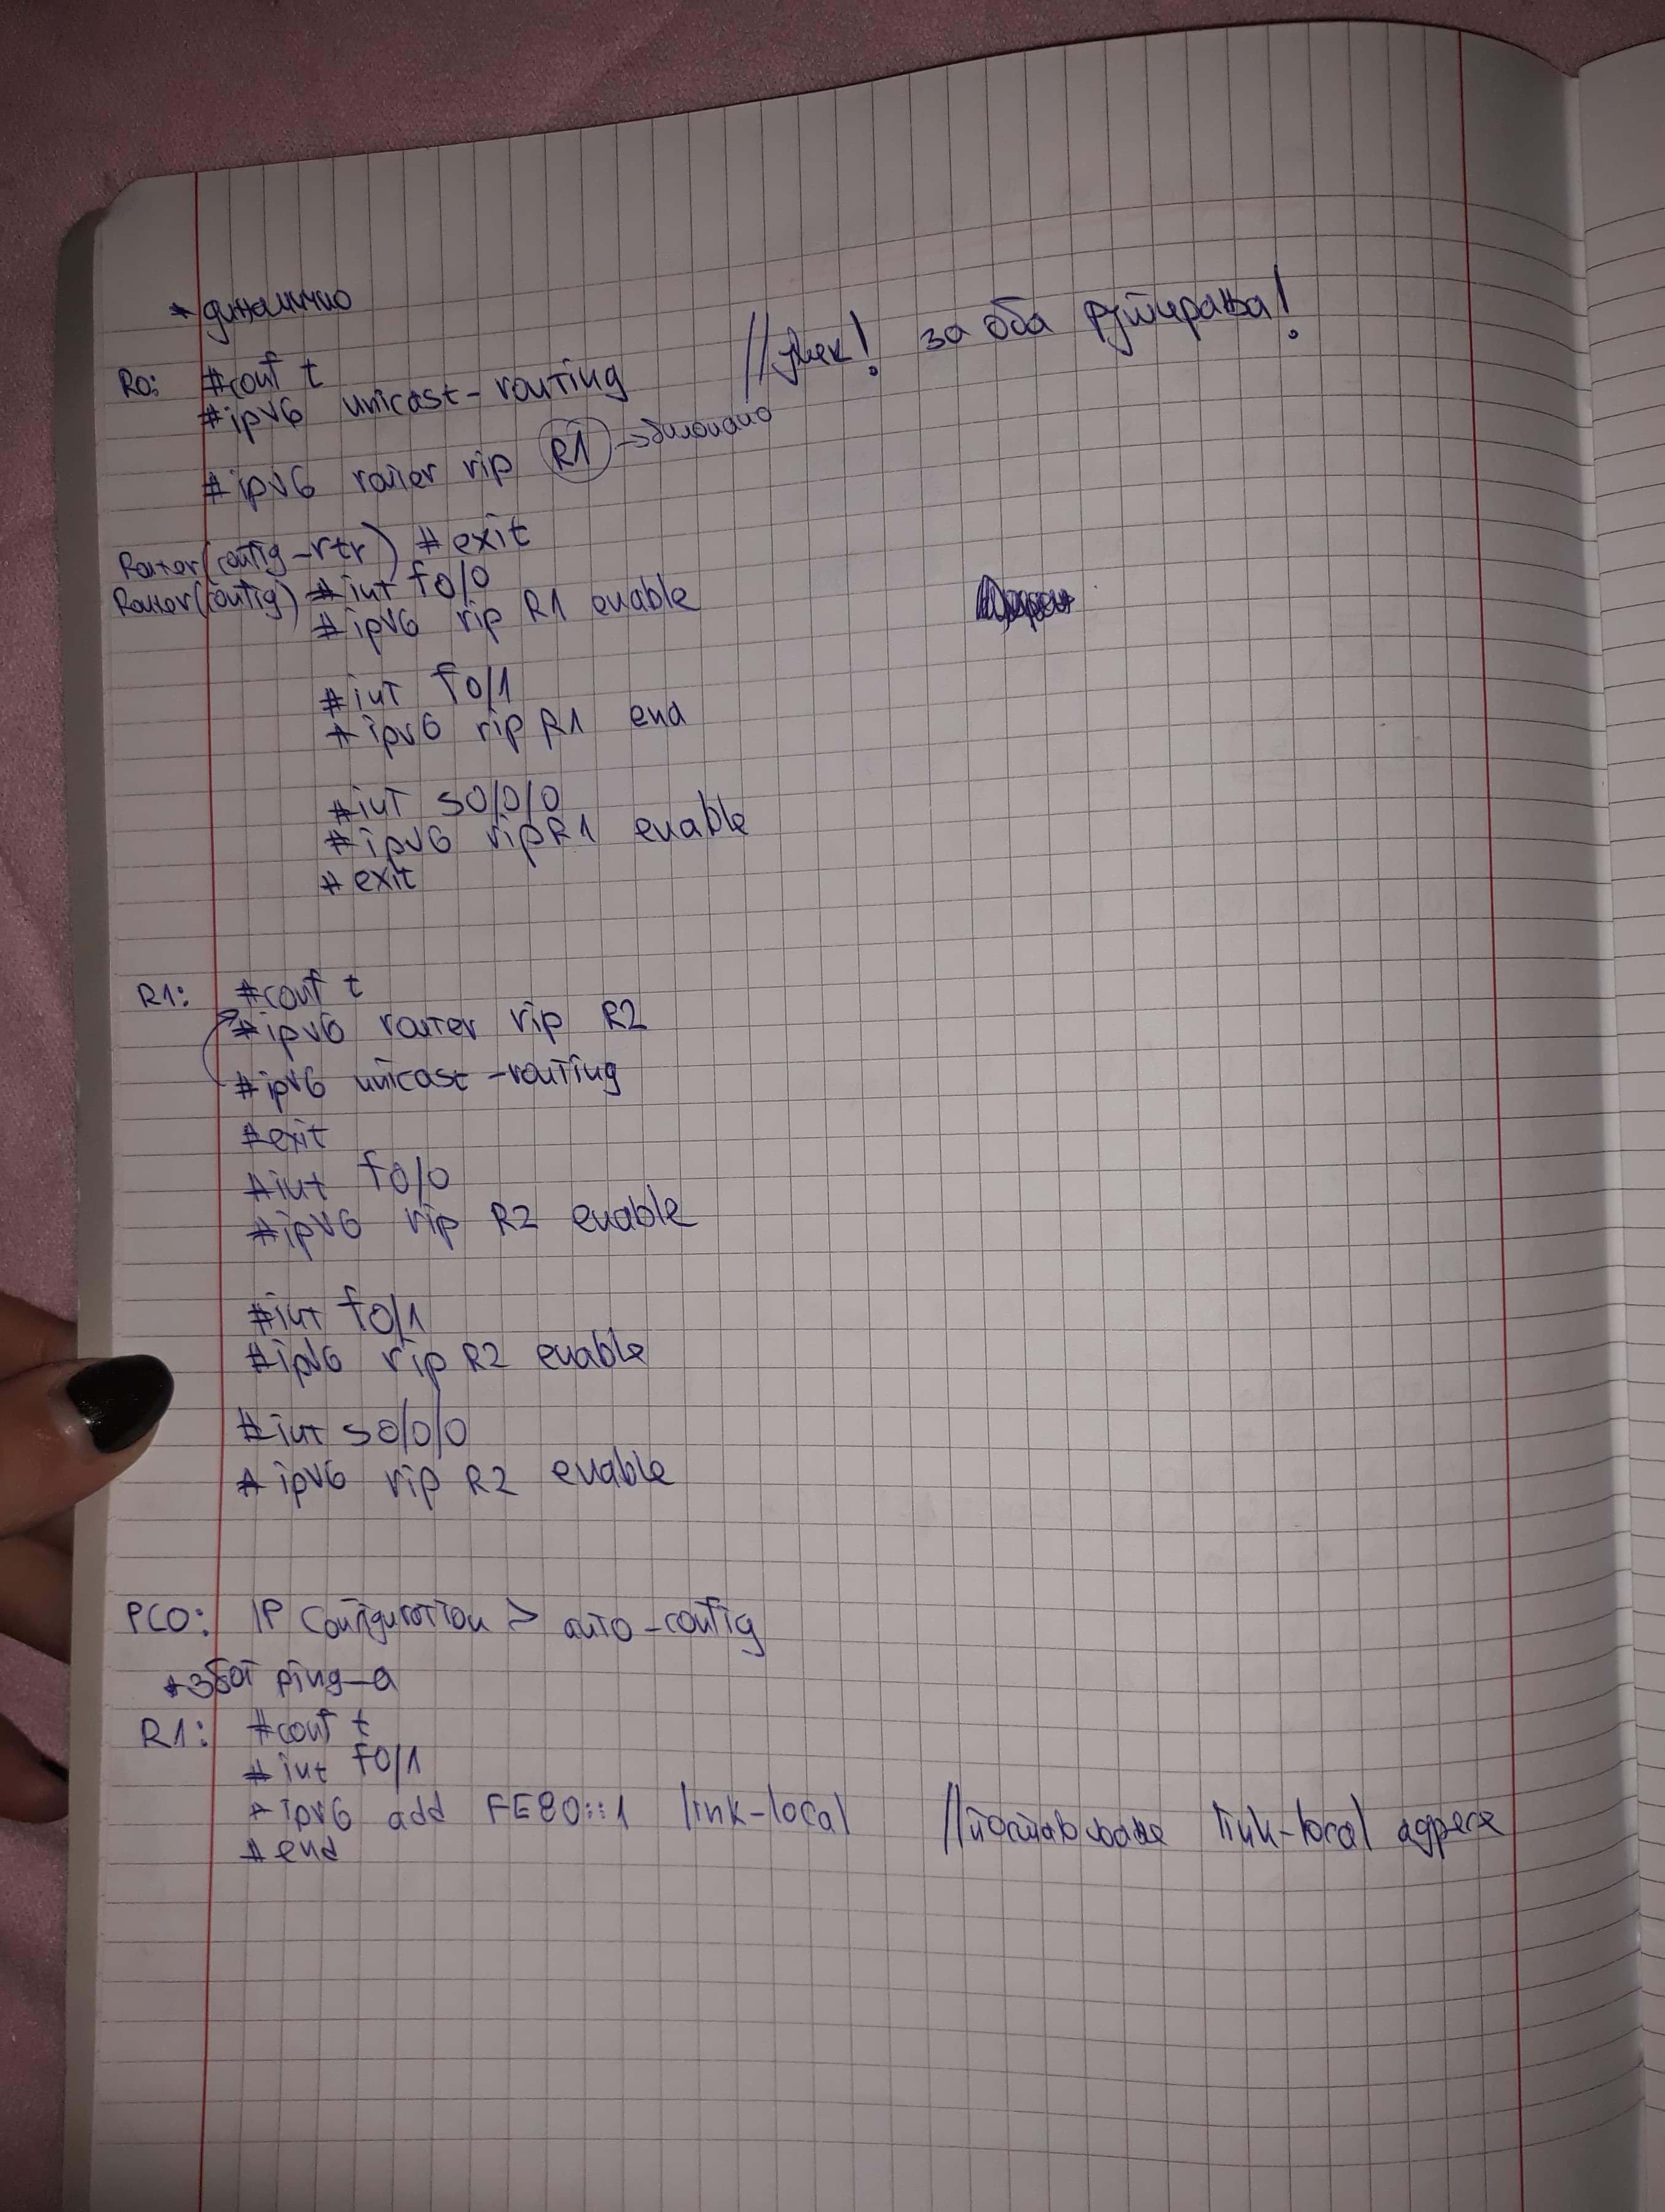 * динамично
R0: #conf t
#ipv6 unicast-routing //увек! за оба рутирања!
#ipv6 router rip R1 → било које
Router(config-rtr) #exit
Router(config) #int f0/0
#ipv6 rip R1 enable
#int f0/1
#ipv6 rip R1 ena
#int s0/0/0
#ipv6 rip R1 enable
#exit
R1: #conf t
#ipv6 router rip R2
#ipv6 unicast-routing
#exit
#int f0/0
#ipv6 rip R2 enable
#int f0/1
#ipv6 rip R2 enable
#int s0/0/0
#ipv6 rip R2 enable
PC0: IP Configuration > auto-config
* због ping-a
R1: #conf t
#int f0/1
#ipv6 add FE80::1 link-local //постављање link-local адресе
#end